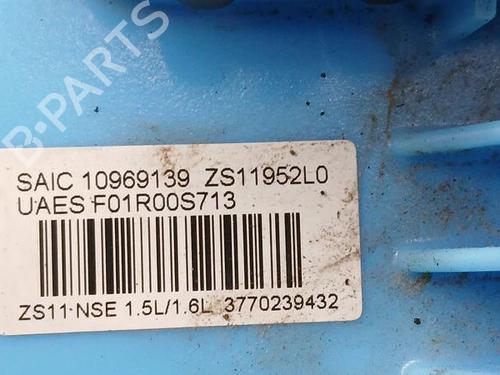 B-PARTS
SAIC 10969139 ZS11952L0
UAES F01R00S713
ZS11 NSE 1.5L/1.6L 3770239432